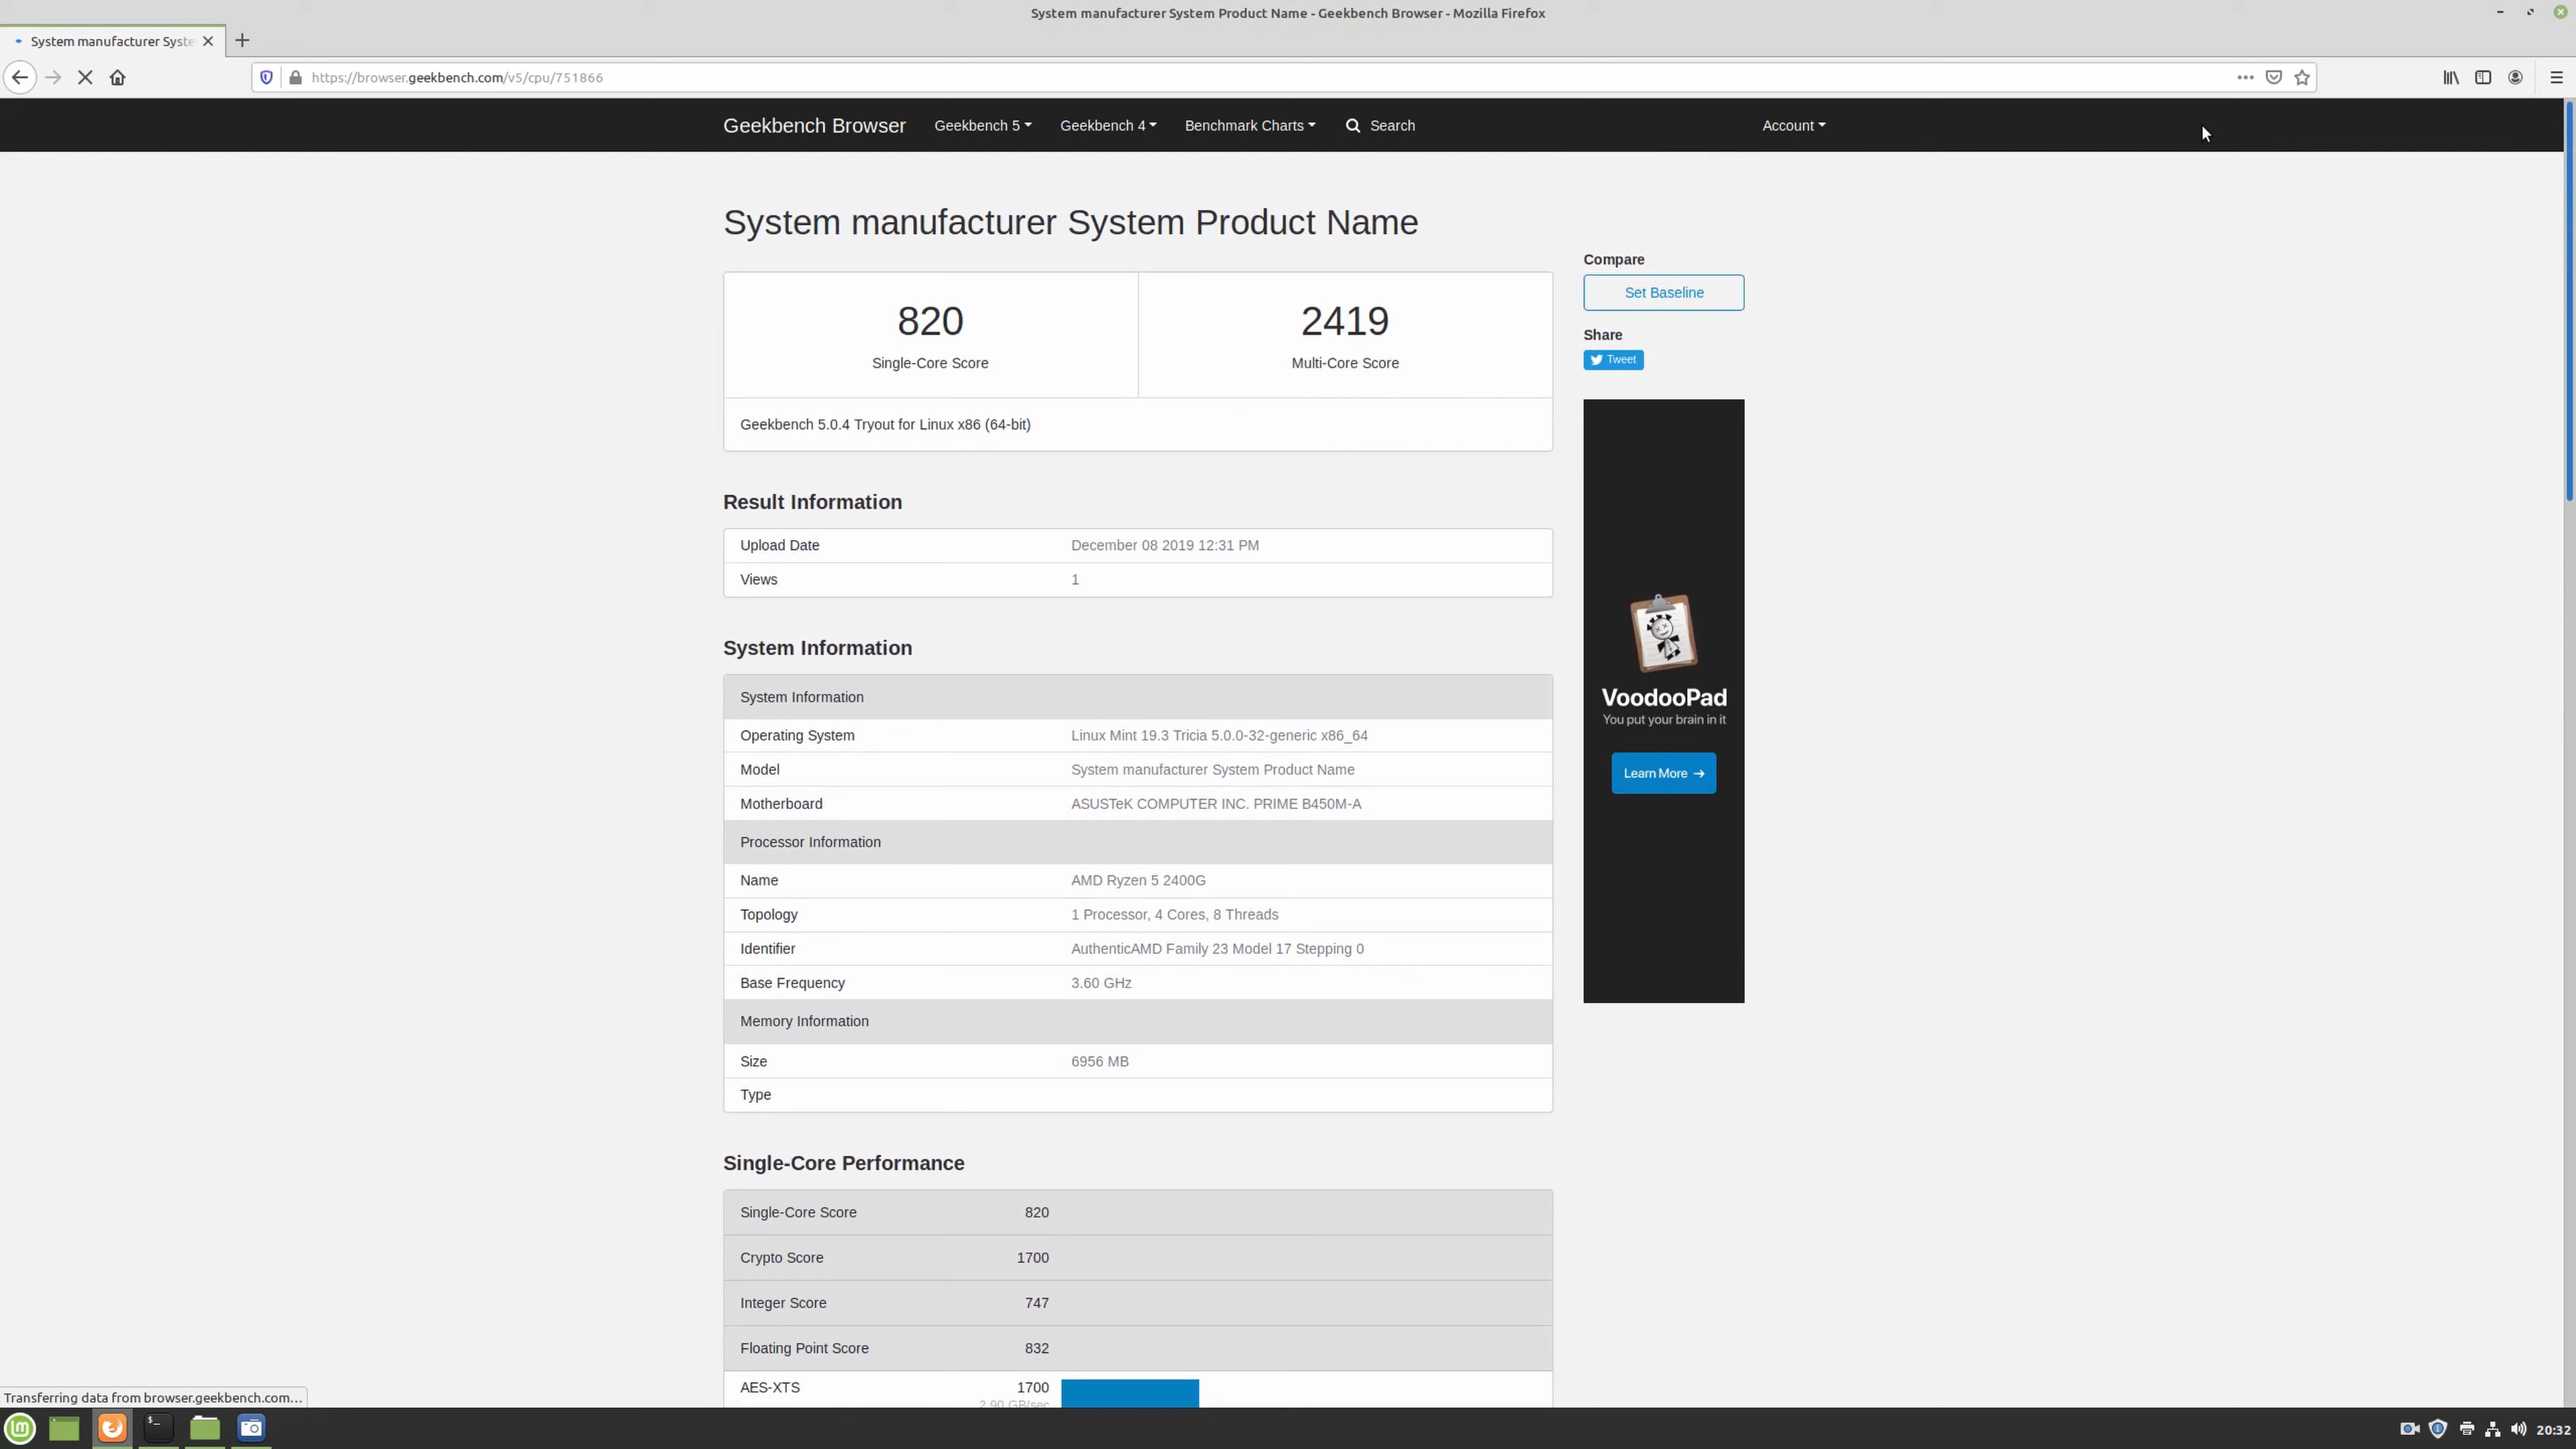 System manufacturer System Product Name - Geekbench Browser - Mozilla Firefox
System manufacturer Syste
https://browser.geekbench.com/v5/cpu/751866
Geekbench Browser Geekbench 5 Geekbench 4 Benchmark Charts Search Account
System manufacturer System Product Name
820
Single-Core Score
2419
Multi-Core Score
Geekbench 5.0.4 Tryout for Linux x86 (64-bit)
Compare
Set Baseline
Share
Tweet
VoodooPad
You put your brain in it
Learn More →
Result Information
Upload Date December 08 2019 12:31 PM
Views 1
System Information
System Information
Operating System Linux Mint 19.3 Tricia 5.0.0-32-generic x86_64
Model System manufacturer System Product Name
Motherboard ASUSTeK COMPUTER INC. PRIME B450M-A
Processor Information
Name AMD Ryzen 5 2400G
Topology 1 Processor, 4 Cores, 8 Threads
Identifier AuthenticAMD Family 23 Model 17 Stepping 0
Base Frequency 3.60 GHz
Memory Information
Size 6956 MB
Type
Single-Core Performance
Single-Core Score 820
Crypto Score 1700
Integer Score 747
Floating Point Score 832
AES-XTS 1700
2.90 GB/sec
Transferring data from browser.geekbench.com...
20:32